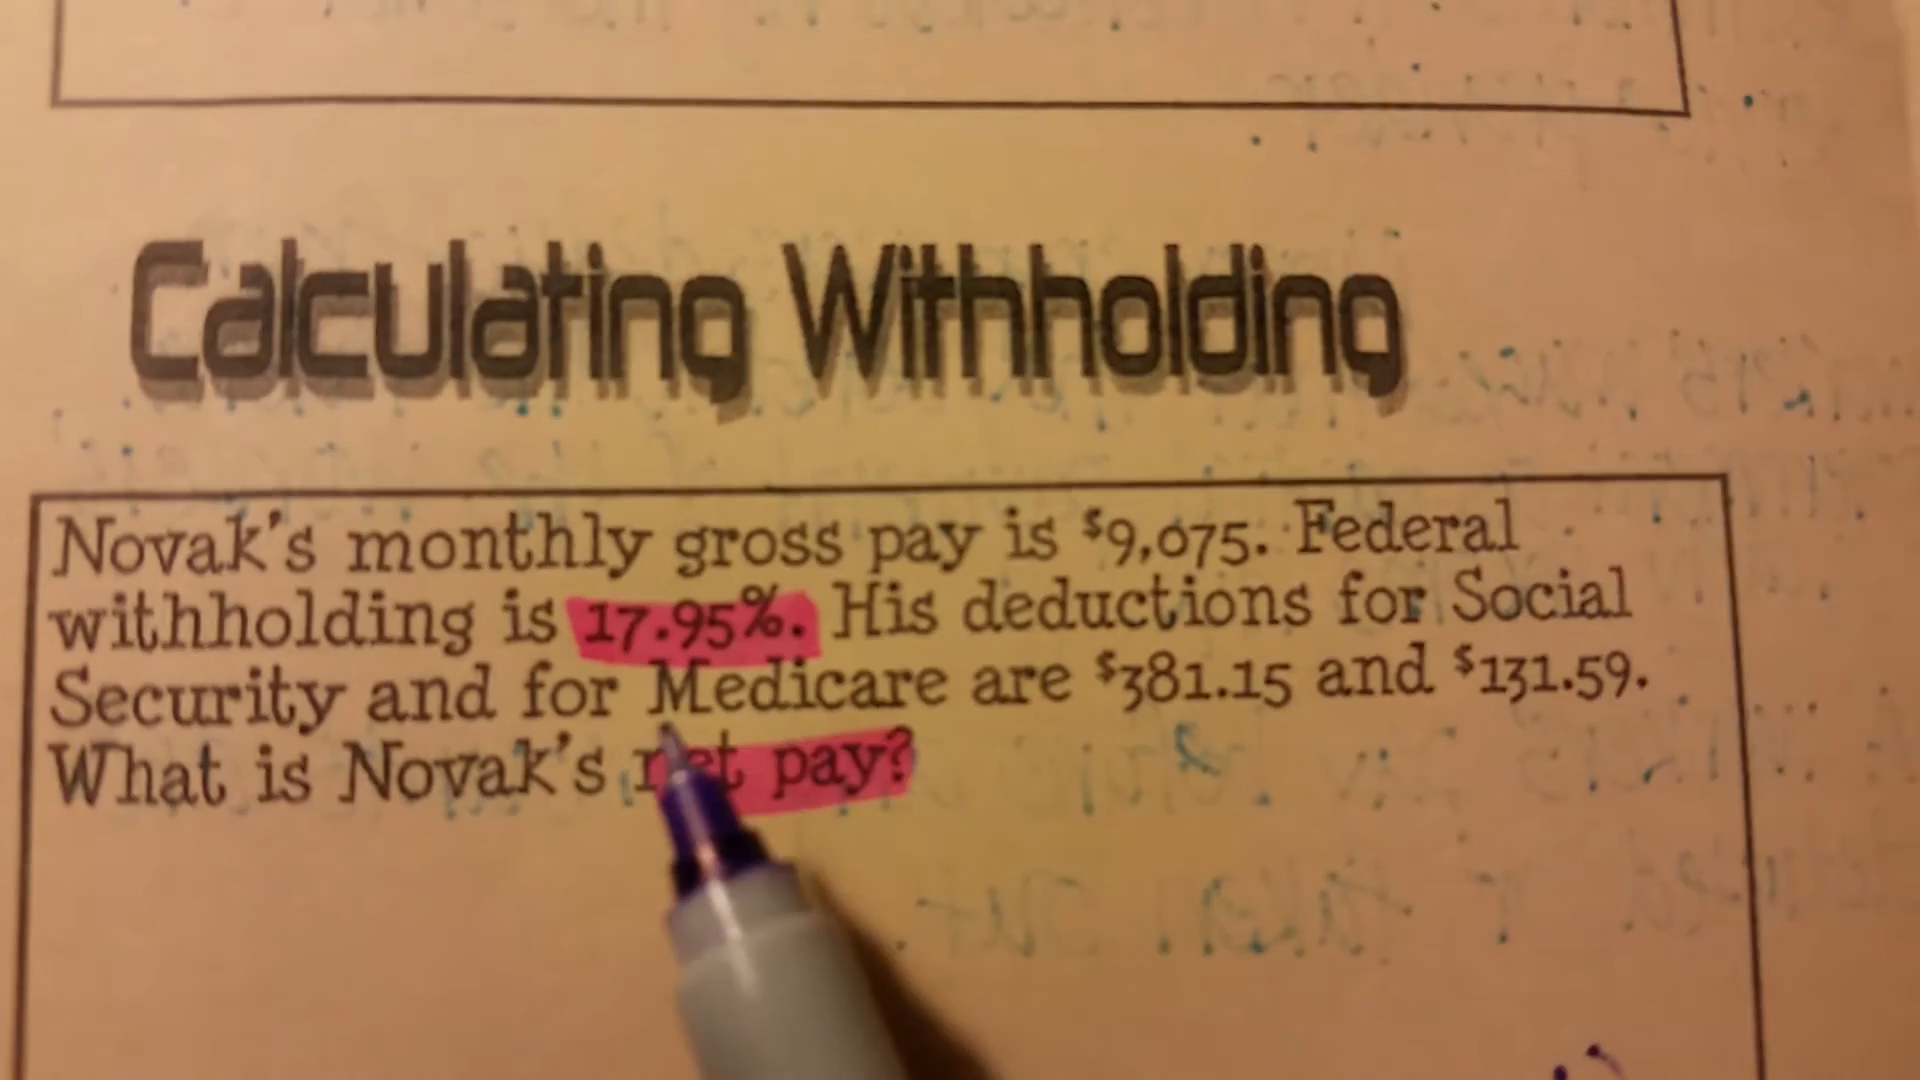 Calculating Withholding
Novak's monthly gross pay is $9,075. Federal
withholding is 17.95%. His deductions for Social
Security and for Medicare are $381.15 and $131.59.
What is Novak's net pay?